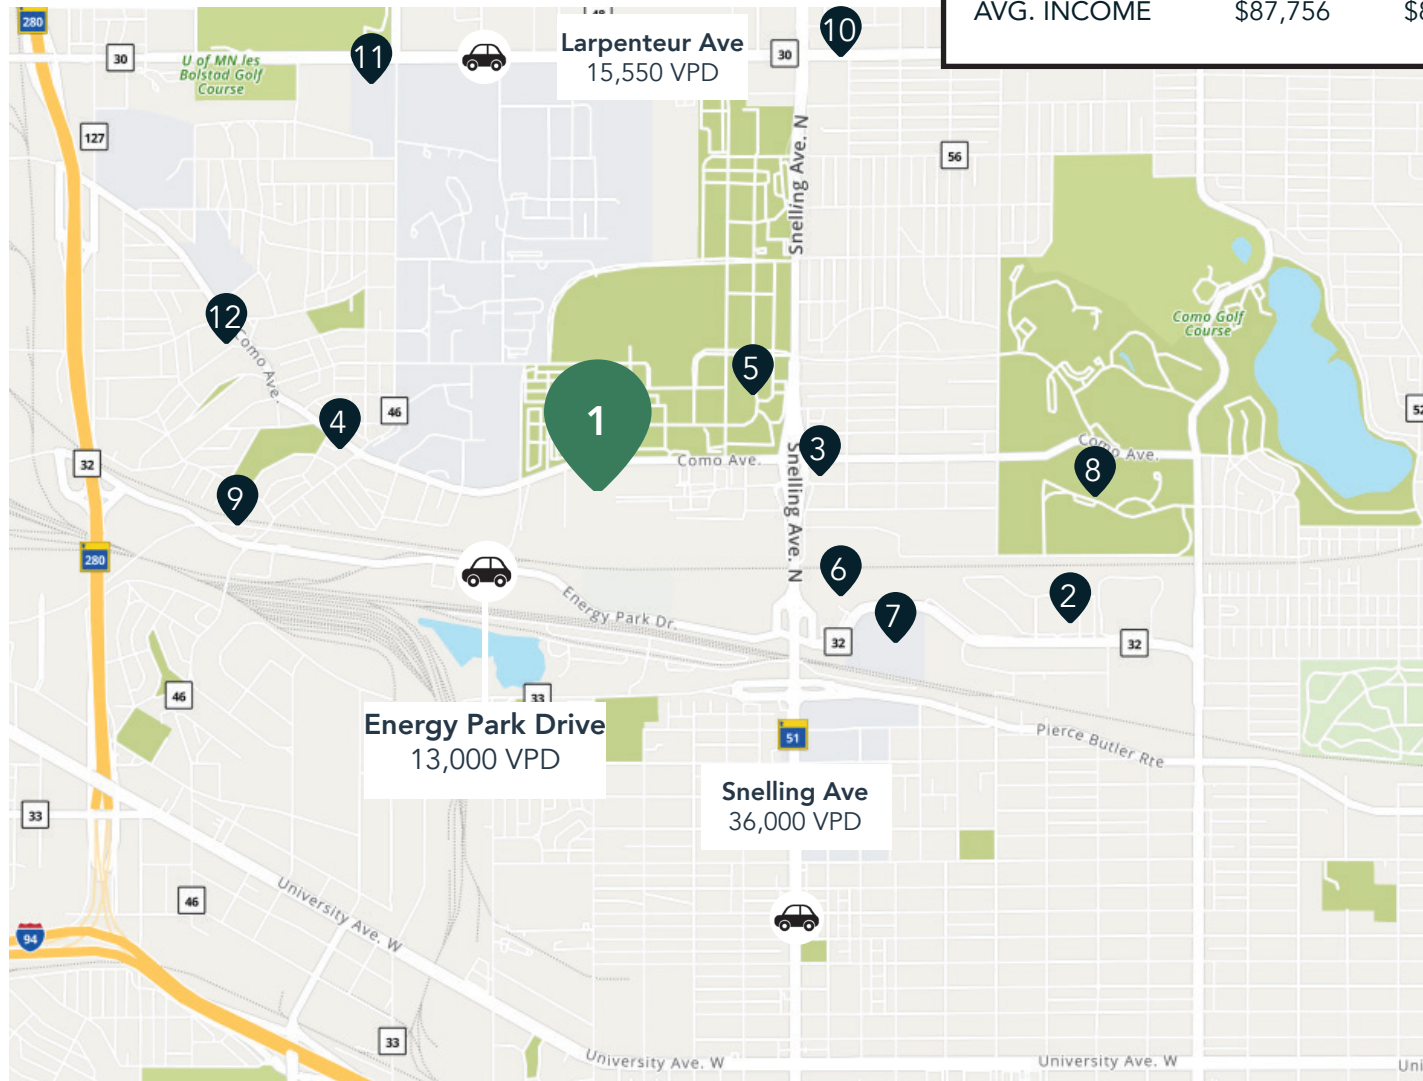 AVG. INCOME $87,756
280
30
U of MN les
Bolstad Golf
Course
11
Larpenteur Ave
15,550 VPD
30
10
127
56
Snelling Ave. N
12
Como Ave.
Como Golf
Course
5
4
46
1
52
3
Como Ave.
Como Ave.
8
32
9
Snelling Ave. N
280
6
2
7
Energy Park Dr.
32
32
46
33
Energy Park Drive
13,000 VPD
51
Pierce Butler Rte
Snelling Ave
36,000 VPD
33
46
University Ave. W
94
33
University Ave. W
University Ave. W